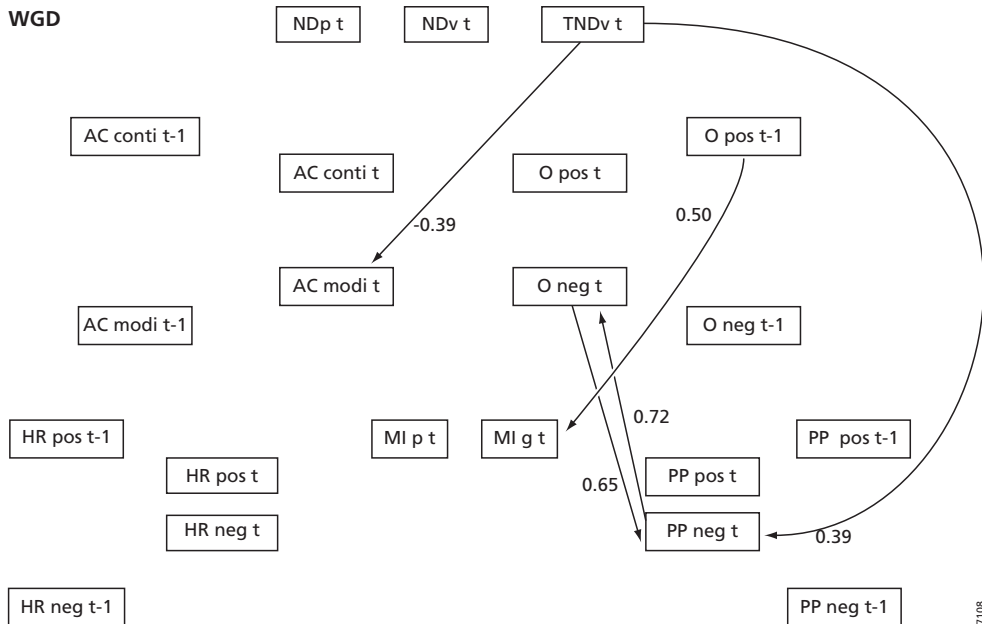 WGD
NDp t
NDv t
TNDv t
AC conti t-1
O pos t-1
AC conti t
O pos t
0.50
-0.39
AC modi t
O neg t
AC modi t-1
O neg t-1
0.72
HR pos t-1
MI p t
MI g t
PP pos t-1
HR pos t
PP pos t
0.65
HR neg t
PP neg t
0.39
HR neg t-1
PP neg t-1
7108